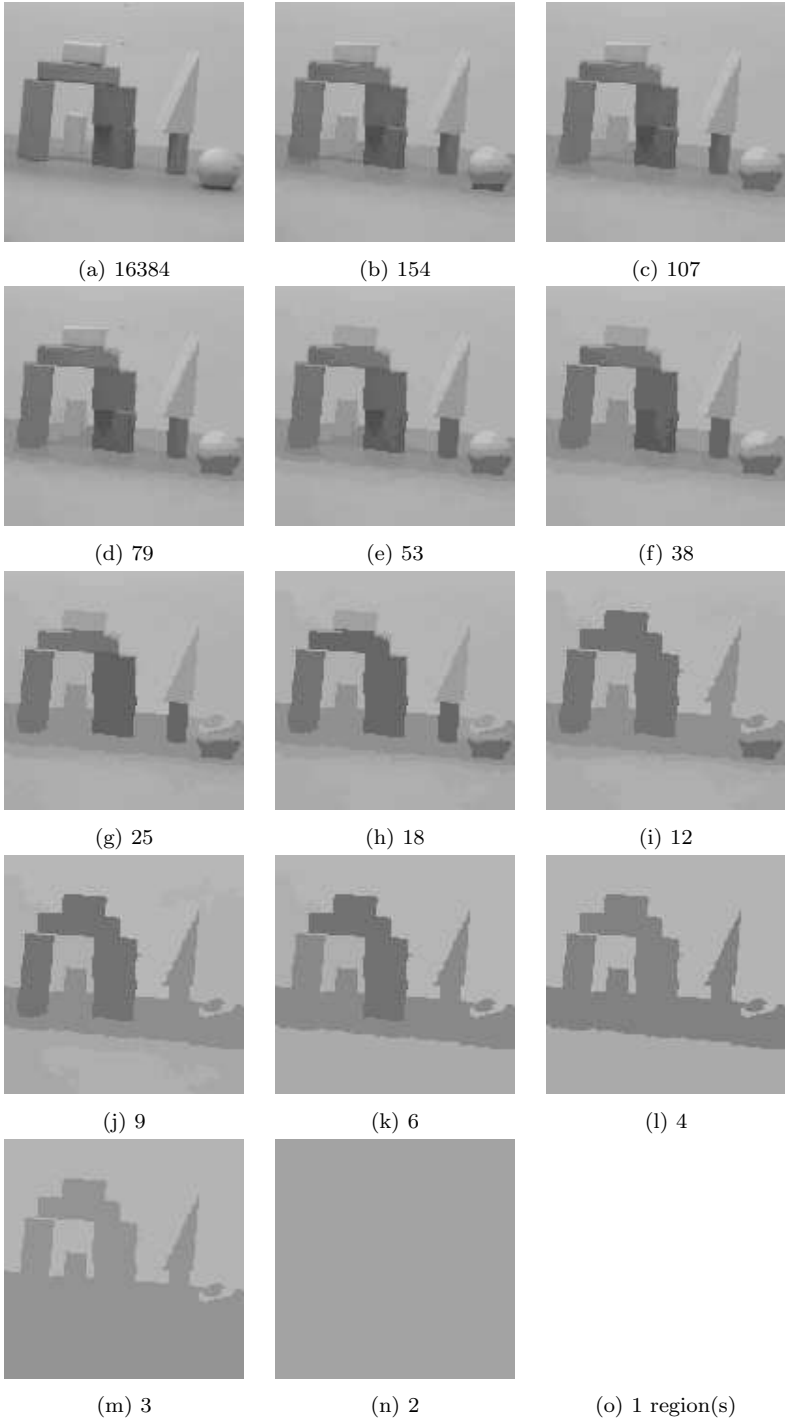 (a) 16384
(b) 154
(c) 107
(d) 79
(e) 53
(f) 38
(g) 25
(h) 18
(i) 12
(j) 9
(k) 6
(l) 4
(m) 3
(n) 2
(o) 1 region(s)